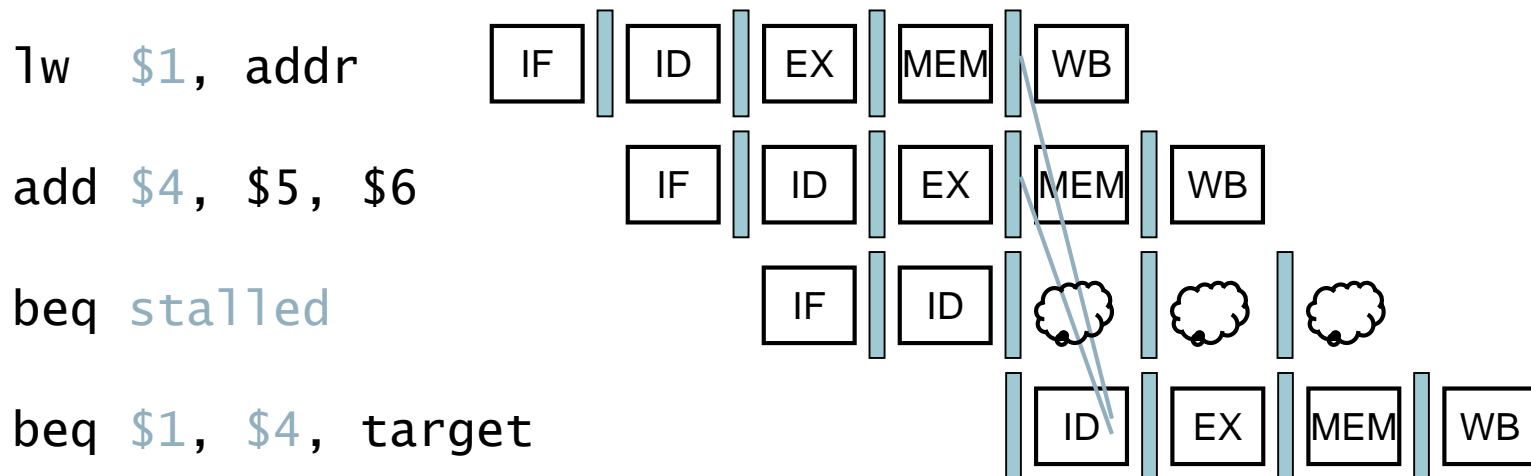 lw $1, addr IF ID EX MEM WB
add $4, $5, $6 IF ID EX MEM WB
beq stalled IF ID
beq $1, $4, target ID EX MEM WB